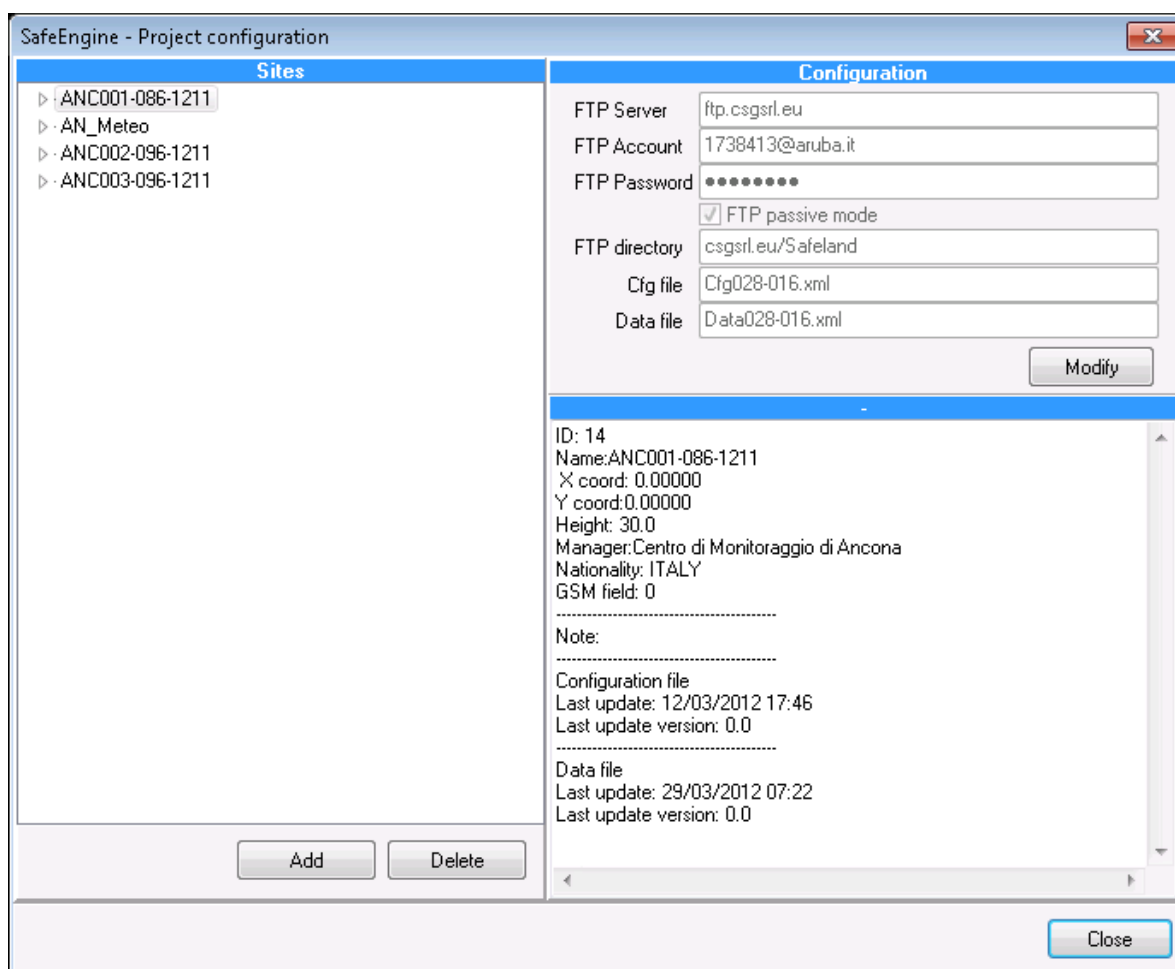 SafeEngine - Project configuration
Sites
ANC001-086-1211
AN_Meteo
ANC002-096-1211
ANC003-096-1211
Add
Delete
Configuration
FTP Server
ftp.csgsrl.eu
FTP Account
1738413@aruba.it
FTP Password
●●●●●●●●
FTP passive mode
FTP directory
csgsrl.eu/Safeland
Cfg file
Cfg028-016.xml
Data file
Data028-016.xml
Modify
-
ID: 14
Name:ANC001-086-1211
X coord: 0.00000
Y coord:0.00000
Height: 30.0
Manager:Centro di Monitoraggio di Ancona
Nationality: ITALY
GSM field: 0
--------------------------------------------
Note:
--------------------------------------------
Configuration file
Last update: 12/03/2012 17:46
Last update version: 0.0
--------------------------------------------
Data file
Last update: 29/03/2012 07:22
Last update version: 0.0
Close